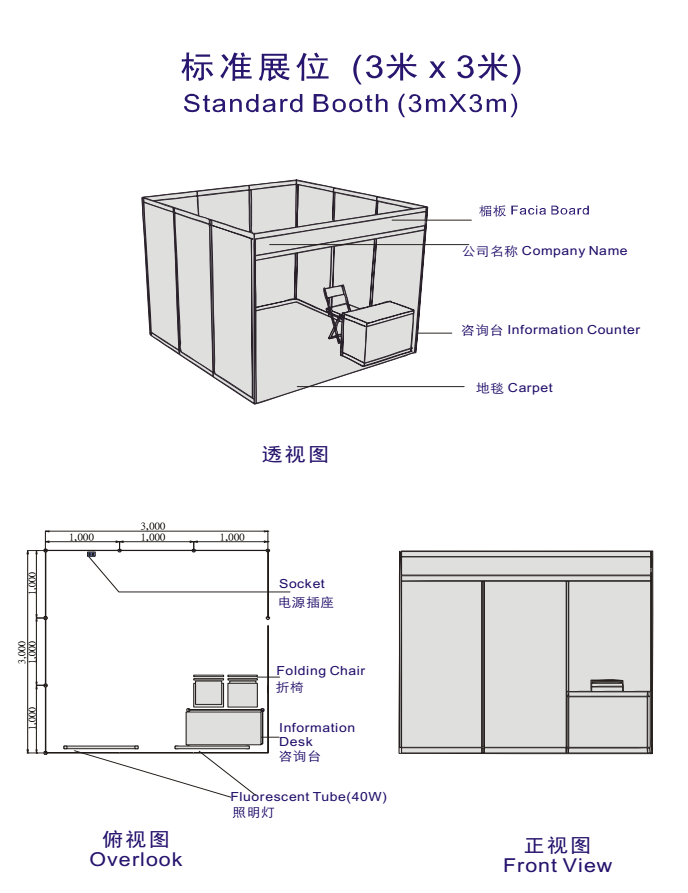 标准展位 (3米 x 3米)
Standard Booth (3mX3m)
楣板 Facia Board
公司名称 Company Name
咨询台 Information Counter
地毯 Carpet
透视图
3,000
1,000 1,000 1,000
1,000
3,000
1,000
1,000
Socket
电源插座
Folding Chair
折椅
Information
Desk
咨询台
Fluorescent Tube(40W)
照明灯
俯视图
Overlook
正视图
Front View